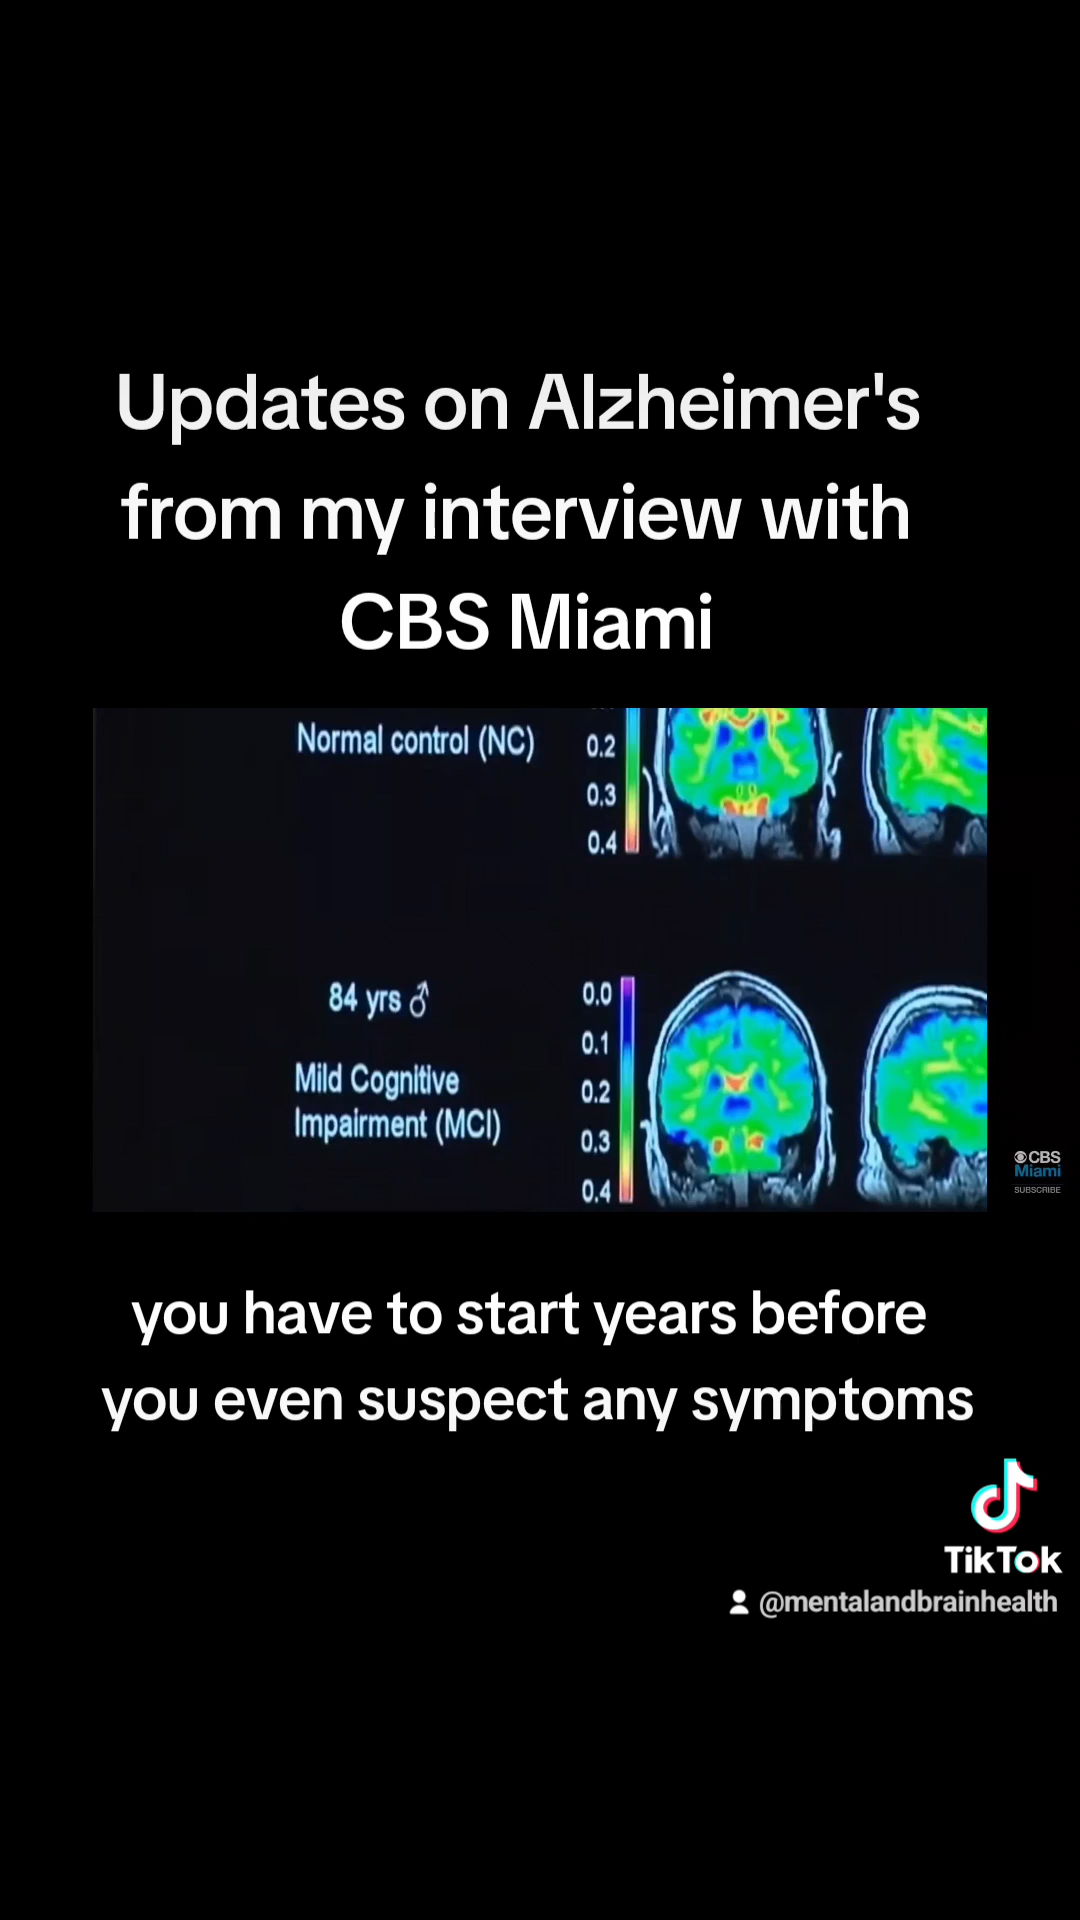 Updates on Alzheimer's
from my interview with
CBS Miami
Normal control (NC)
0.2
0.3
0.4
84 yrs ♂
Mild Cognitive
Impairment (MCI)
0.0
0.1
0.2
0.3
0.4
CBS
Miami
SUBSCRIBE
you have to start years before
you even suspect any symptoms
TikTok
@mentalandbrainhealth